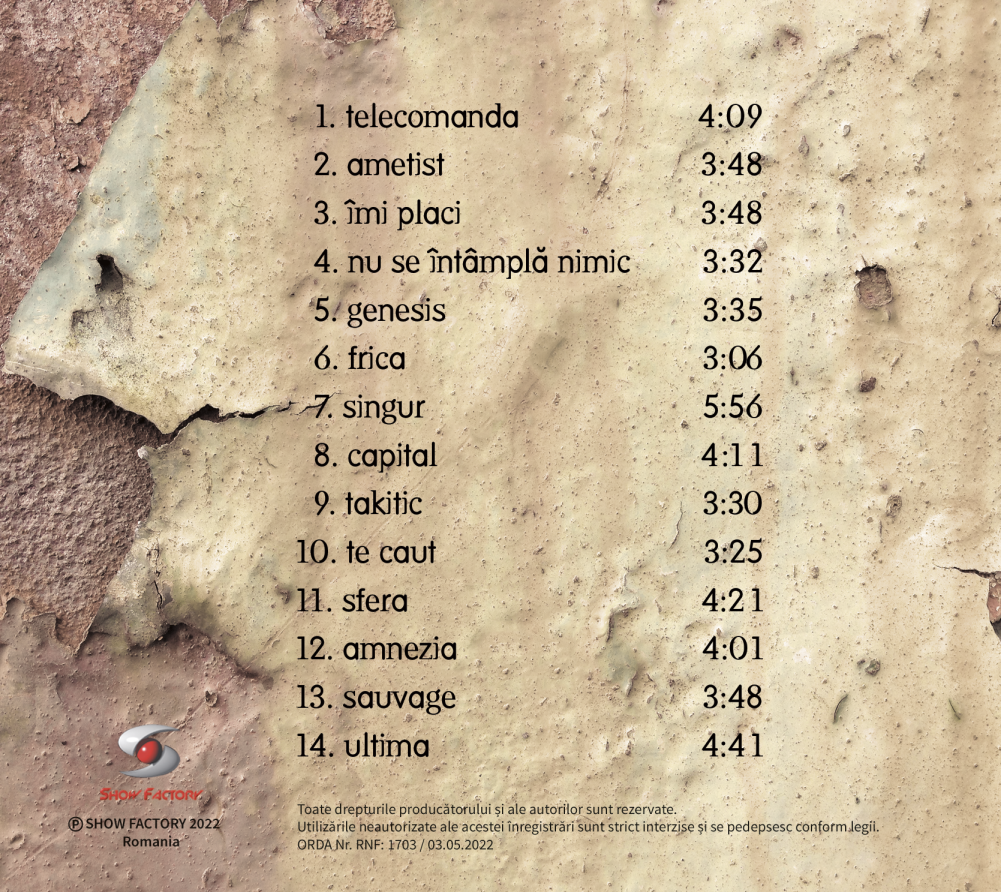 1. telecomanda 4:09
2. ametist 3:48
3. îmi placi 3:48
4. nu se întâmplă nimic 3:32
5. genesis 3:35
6. frica 3:06
7. singur 5:56
8. capital 4:11
9. takitic 3:30
10. te caut 3:25
11. sfera 4:21
12. amnezia 4:01
13. sauvage 3:48
14. ultima 4:41
SHOW FACTORY
℗ SHOW FACTORY 2022
Romania
Toate drepturile producătorului și ale autorilor sunt rezervate.
Utilizările neautorizate ale acestei înregistrări sunt strict interzise și se pedepsesc conform legii.
ORDA Nr. RNF: 1703 / 03.05.2022